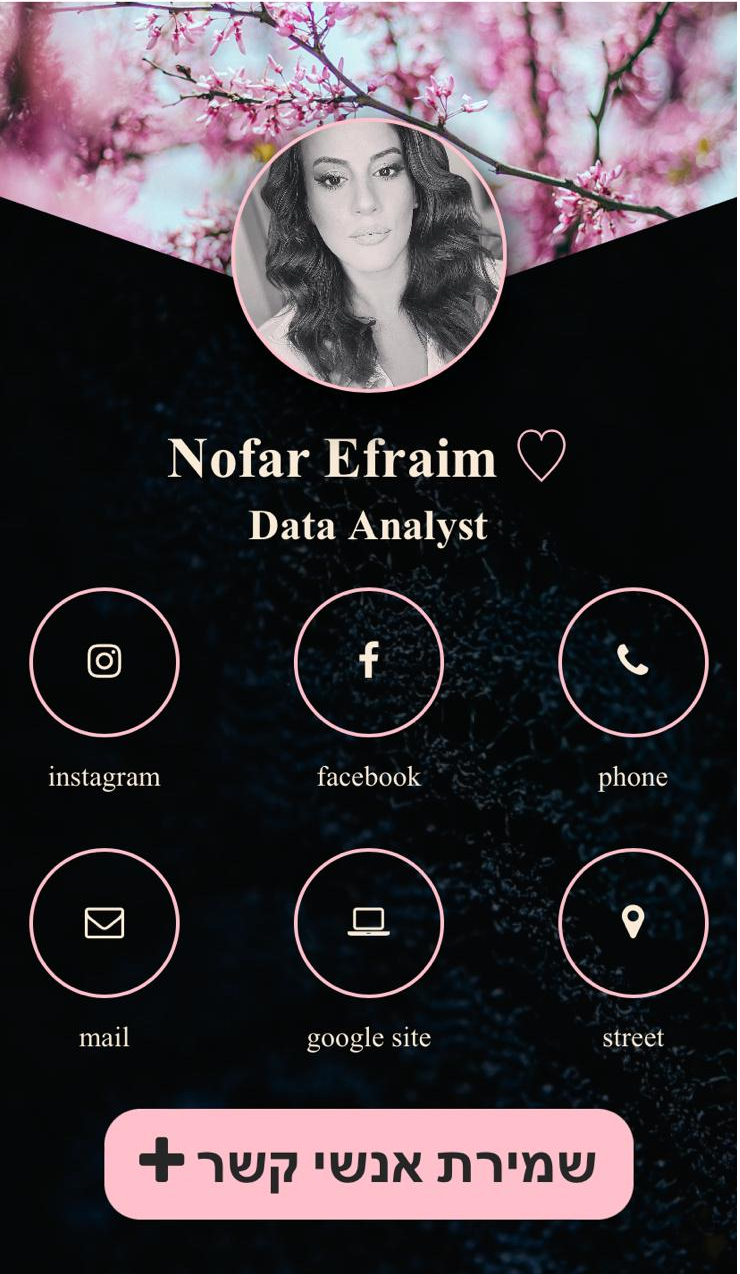 Nofar Efraim ♡
Data Analyst
instagram facebook phone
mail google site street
שמירת אנשי קשר +